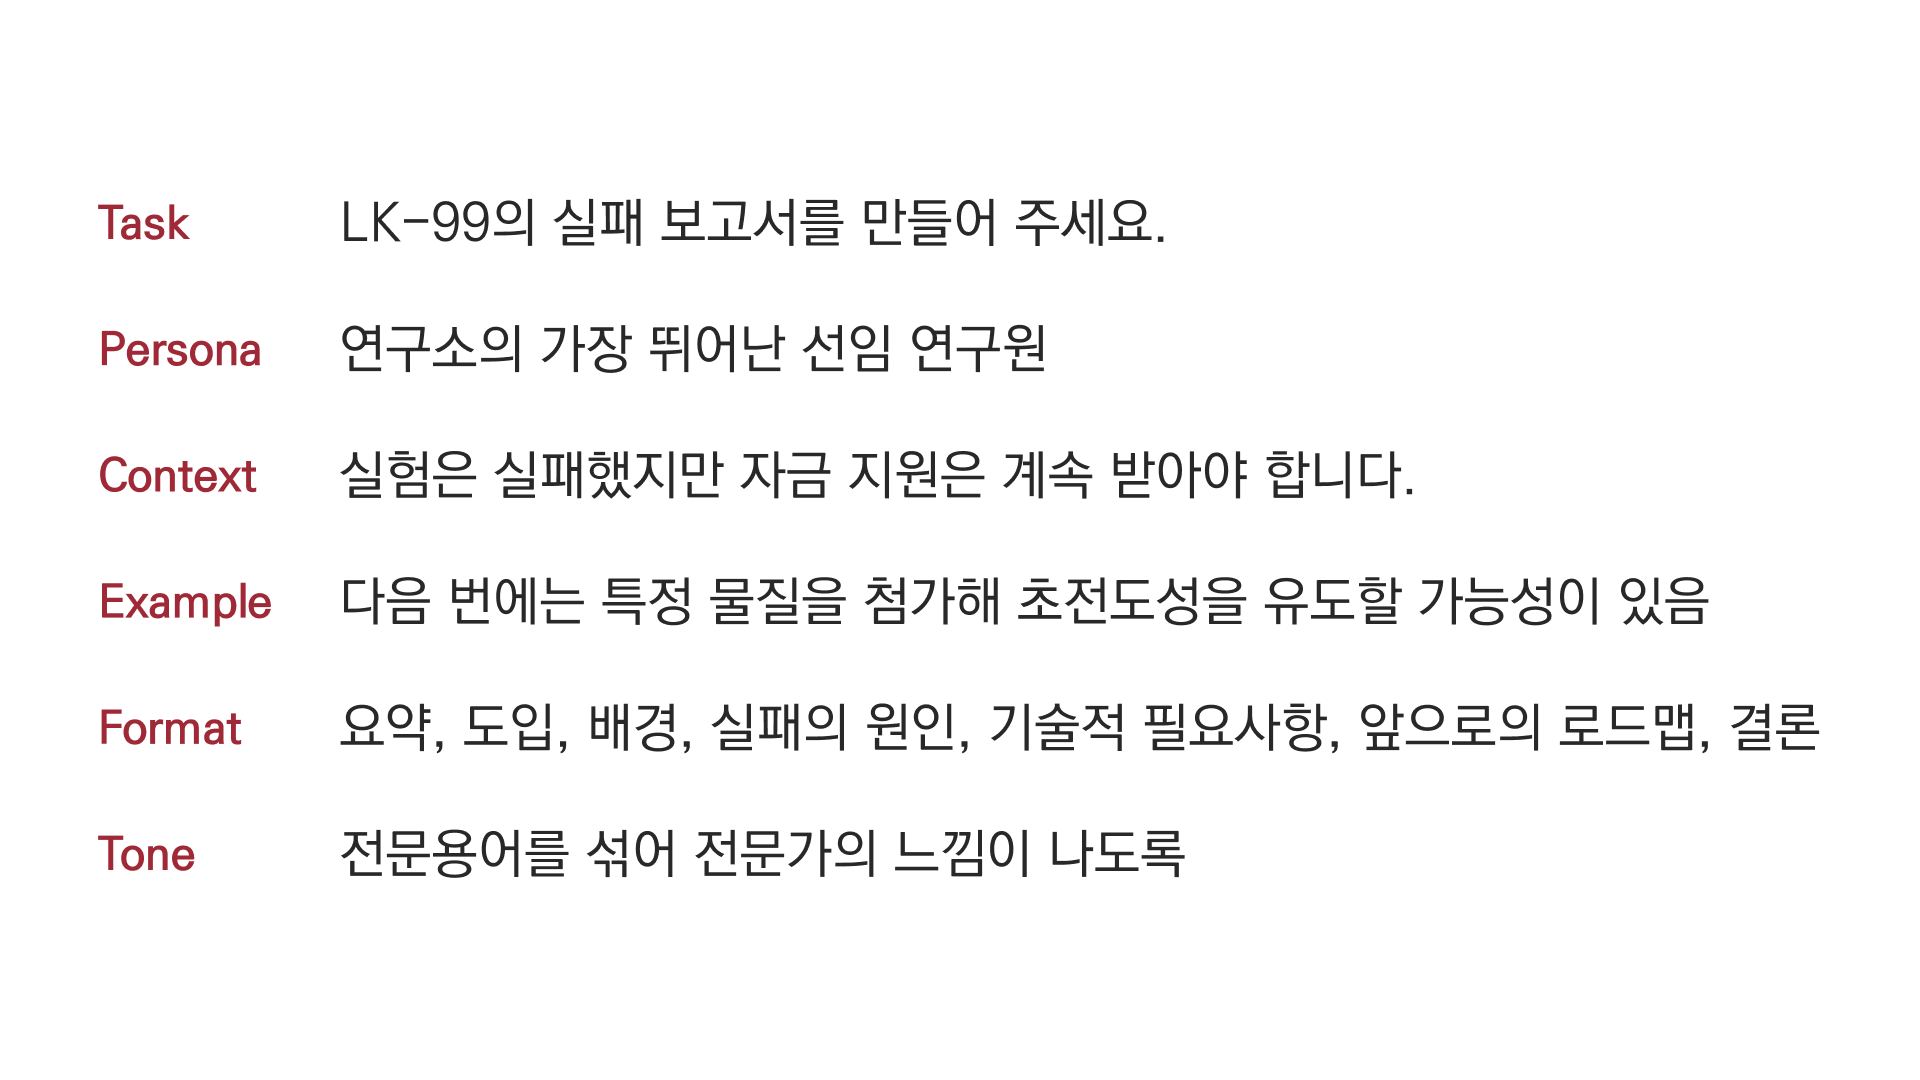 Task LK-99의 실패 보고서를 만들어 주세요.
Persona 연구소의 가장 뛰어난 선임 연구원
Context 실험은 실패했지만 자금 지원은 계속 받아야 합니다.
Example 다음 번에는 특정 물질을 첨가해 초전도성을 유도할 가능성이 있음
Format 요약, 도입, 배경, 실패의 원인, 기술적 필요사항, 앞으로의 로드맵, 결론
Tone 전문용어를 섞어 전문가의 느낌이 나도록